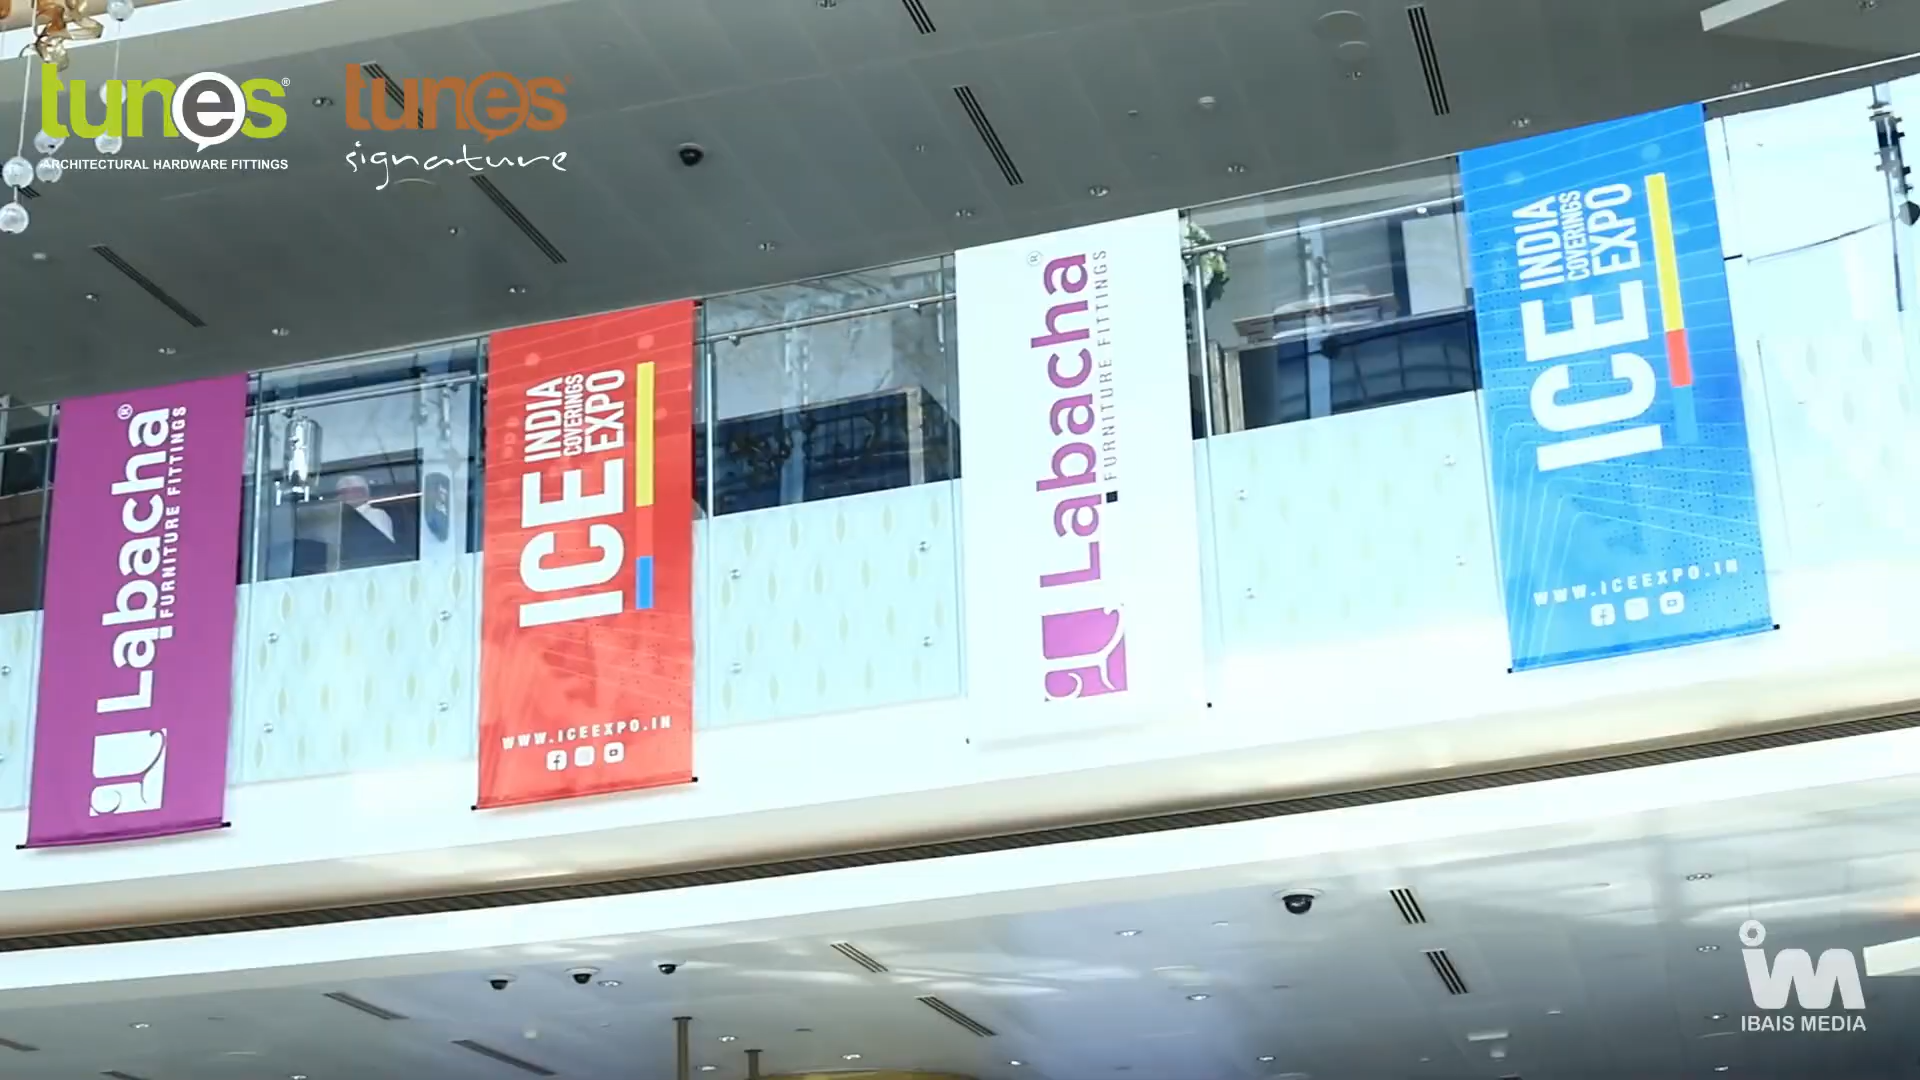 tunes®
ARCHITECTURAL HARDWARE FITTINGS
tunes
signature
Labacha®
FURNITURE FITTINGS
ICE INDIA
COVERINGS
EXPO
WWW.ICEEXPO.IN
Labacha®
FURNITURE FITTINGS
ICE INDIA
COVERINGS
EXPO
WWW.ICEEXPO.IN
im
IBAIS MEDIA